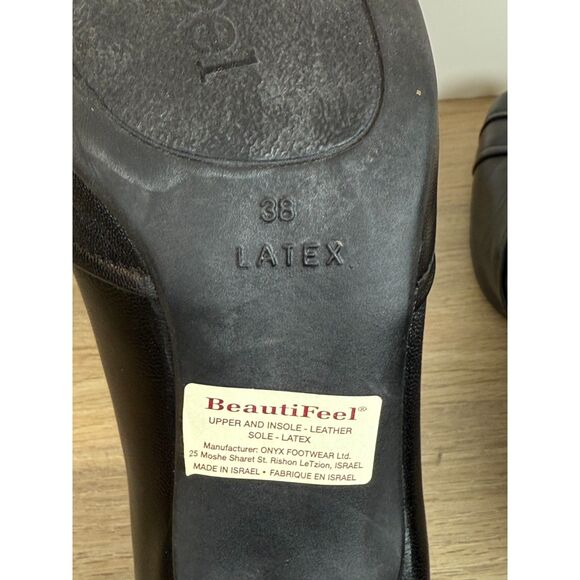 38
LATEX
BeautiFeel®
UPPER AND INSOLE - LEATHER
SOLE - LATEX
Manufacturer: ONYX FOOTWEAR Ltd.
25 Moshe Sharet St. Rishon LeTzion, ISRAEL
MADE IN ISRAEL • FABRIQUE EN ISRAEL